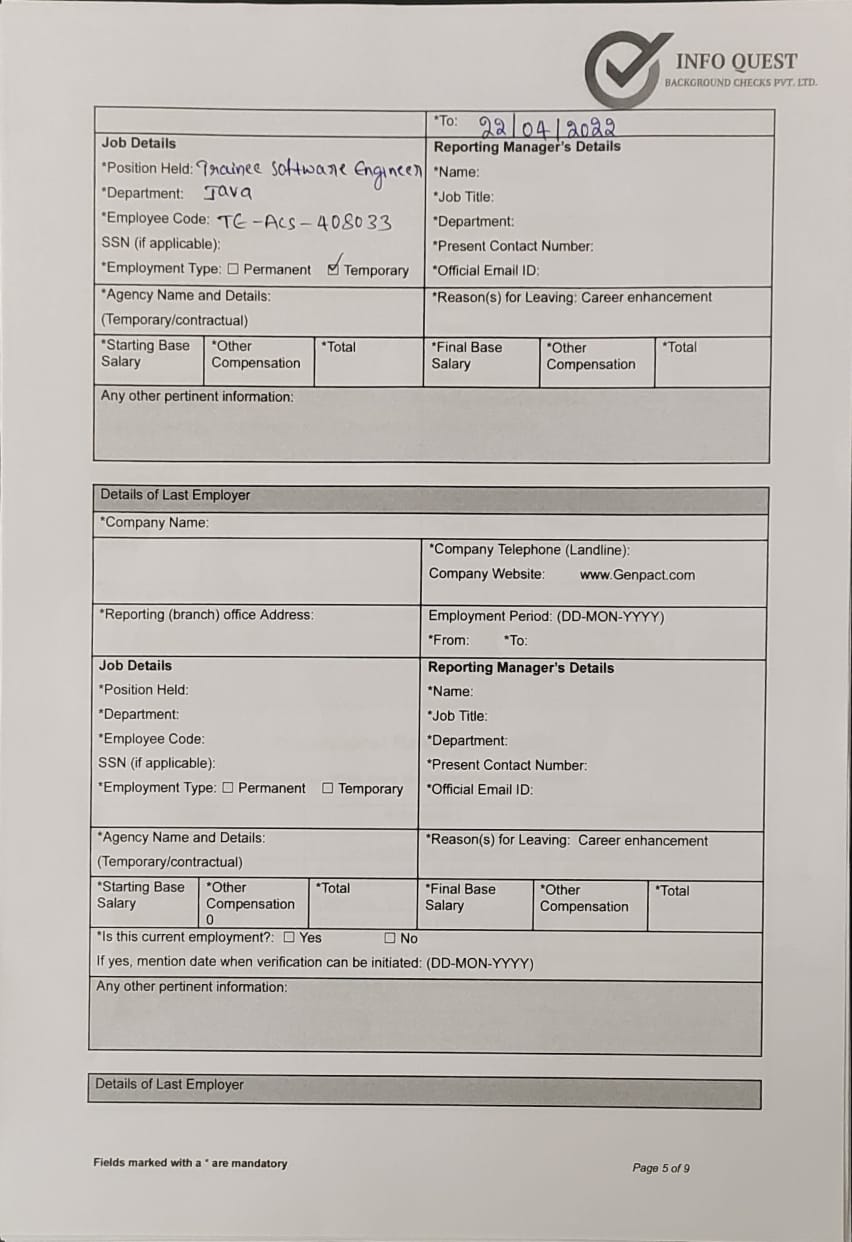 INFO QUEST
BACKGROUND CHECKS PVT. LTD.
*To: 22/04/2022
Job Details
Reporting Manager's Details
*Position Held: Trainee Software Engineer
*Name:
*Department: Java
*Job Title:
*Employee Code: TE-ACS-408033
*Department:
SSN (if applicable):
*Present Contact Number:
*Employment Type: ☐ Permanent ☑ Temporary
*Official Email ID:
*Agency Name and Details:
*Reason(s) for Leaving: Career enhancement
(Temporary/contractual)
*Starting Base *Other *Total *Final Base *Other *Total
Salary Compensation Salary Compensation
Any other pertinent information:
Details of Last Employer
*Company Name:
*Company Telephone (Landline):
Company Website: www.Genpact.com
*Reporting (branch) office Address:
Employment Period: (DD-MON-YYYY)
*From: *To:
Job Details
Reporting Manager's Details
*Position Held:
*Name:
*Department:
*Job Title:
*Employee Code:
*Department:
SSN (if applicable):
*Present Contact Number:
*Employment Type: ☐ Permanent ☐ Temporary
*Official Email ID:
*Agency Name and Details:
*Reason(s) for Leaving: Career enhancement
(Temporary/contractual)
*Starting Base *Other *Total *Final Base *Other *Total
Salary Compensation Salary Compensation
0
*Is this current employment?: ☐ Yes ☐ No
If yes, mention date when verification can be initiated: (DD-MON-YYYY)
Any other pertinent information:
Details of Last Employer
Fields marked with a * are mandatory
Page 5 of 9